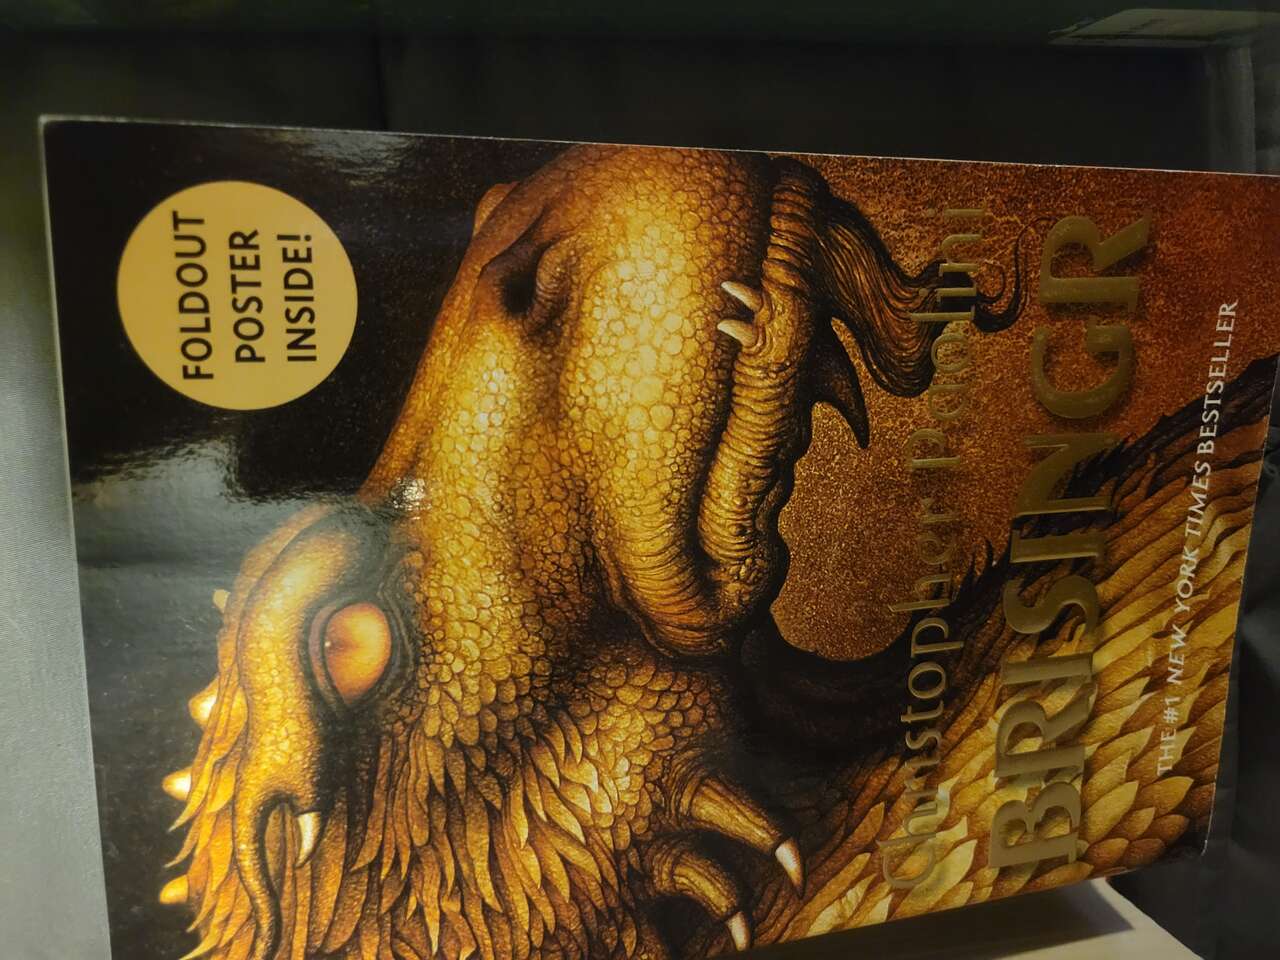 FOLDOUT
POSTER
INSIDE!
Christopher Paolini
BRISINGR
THE #1 NEW YORK TIMES BESTSELLER